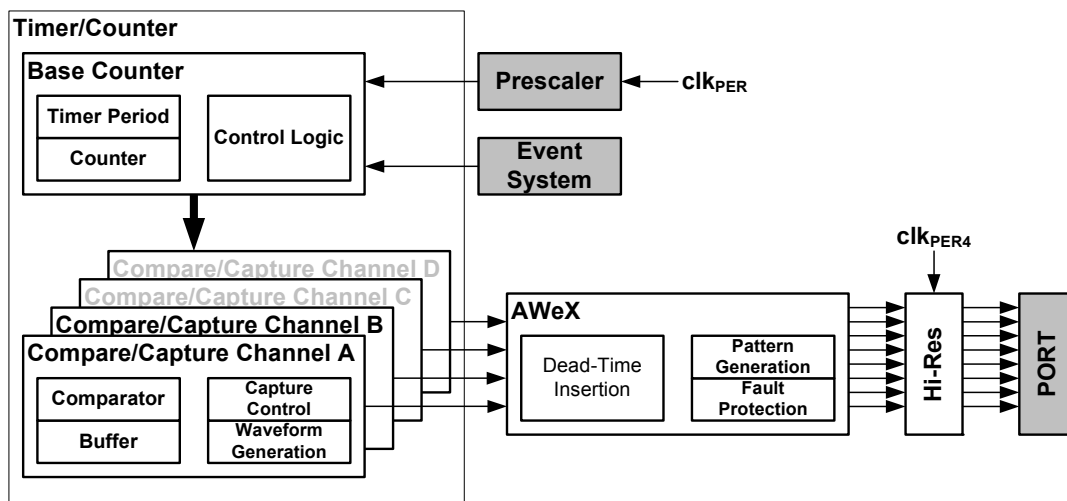 Timer/Counter
Base Counter
Timer Period
Counter
Control Logic
Prescaler
clkPER
Event
System
Compare/Capture Channel D
Compare/Capture Channel C
Compare/Capture Channel B
Compare/Capture Channel A
Comparator
Buffer
Capture
Control
Waveform
Generation
AWeX
Dead-Time
Insertion
Pattern
Generation
Fault
Protection
clkPER4
Hi-Res
PORT